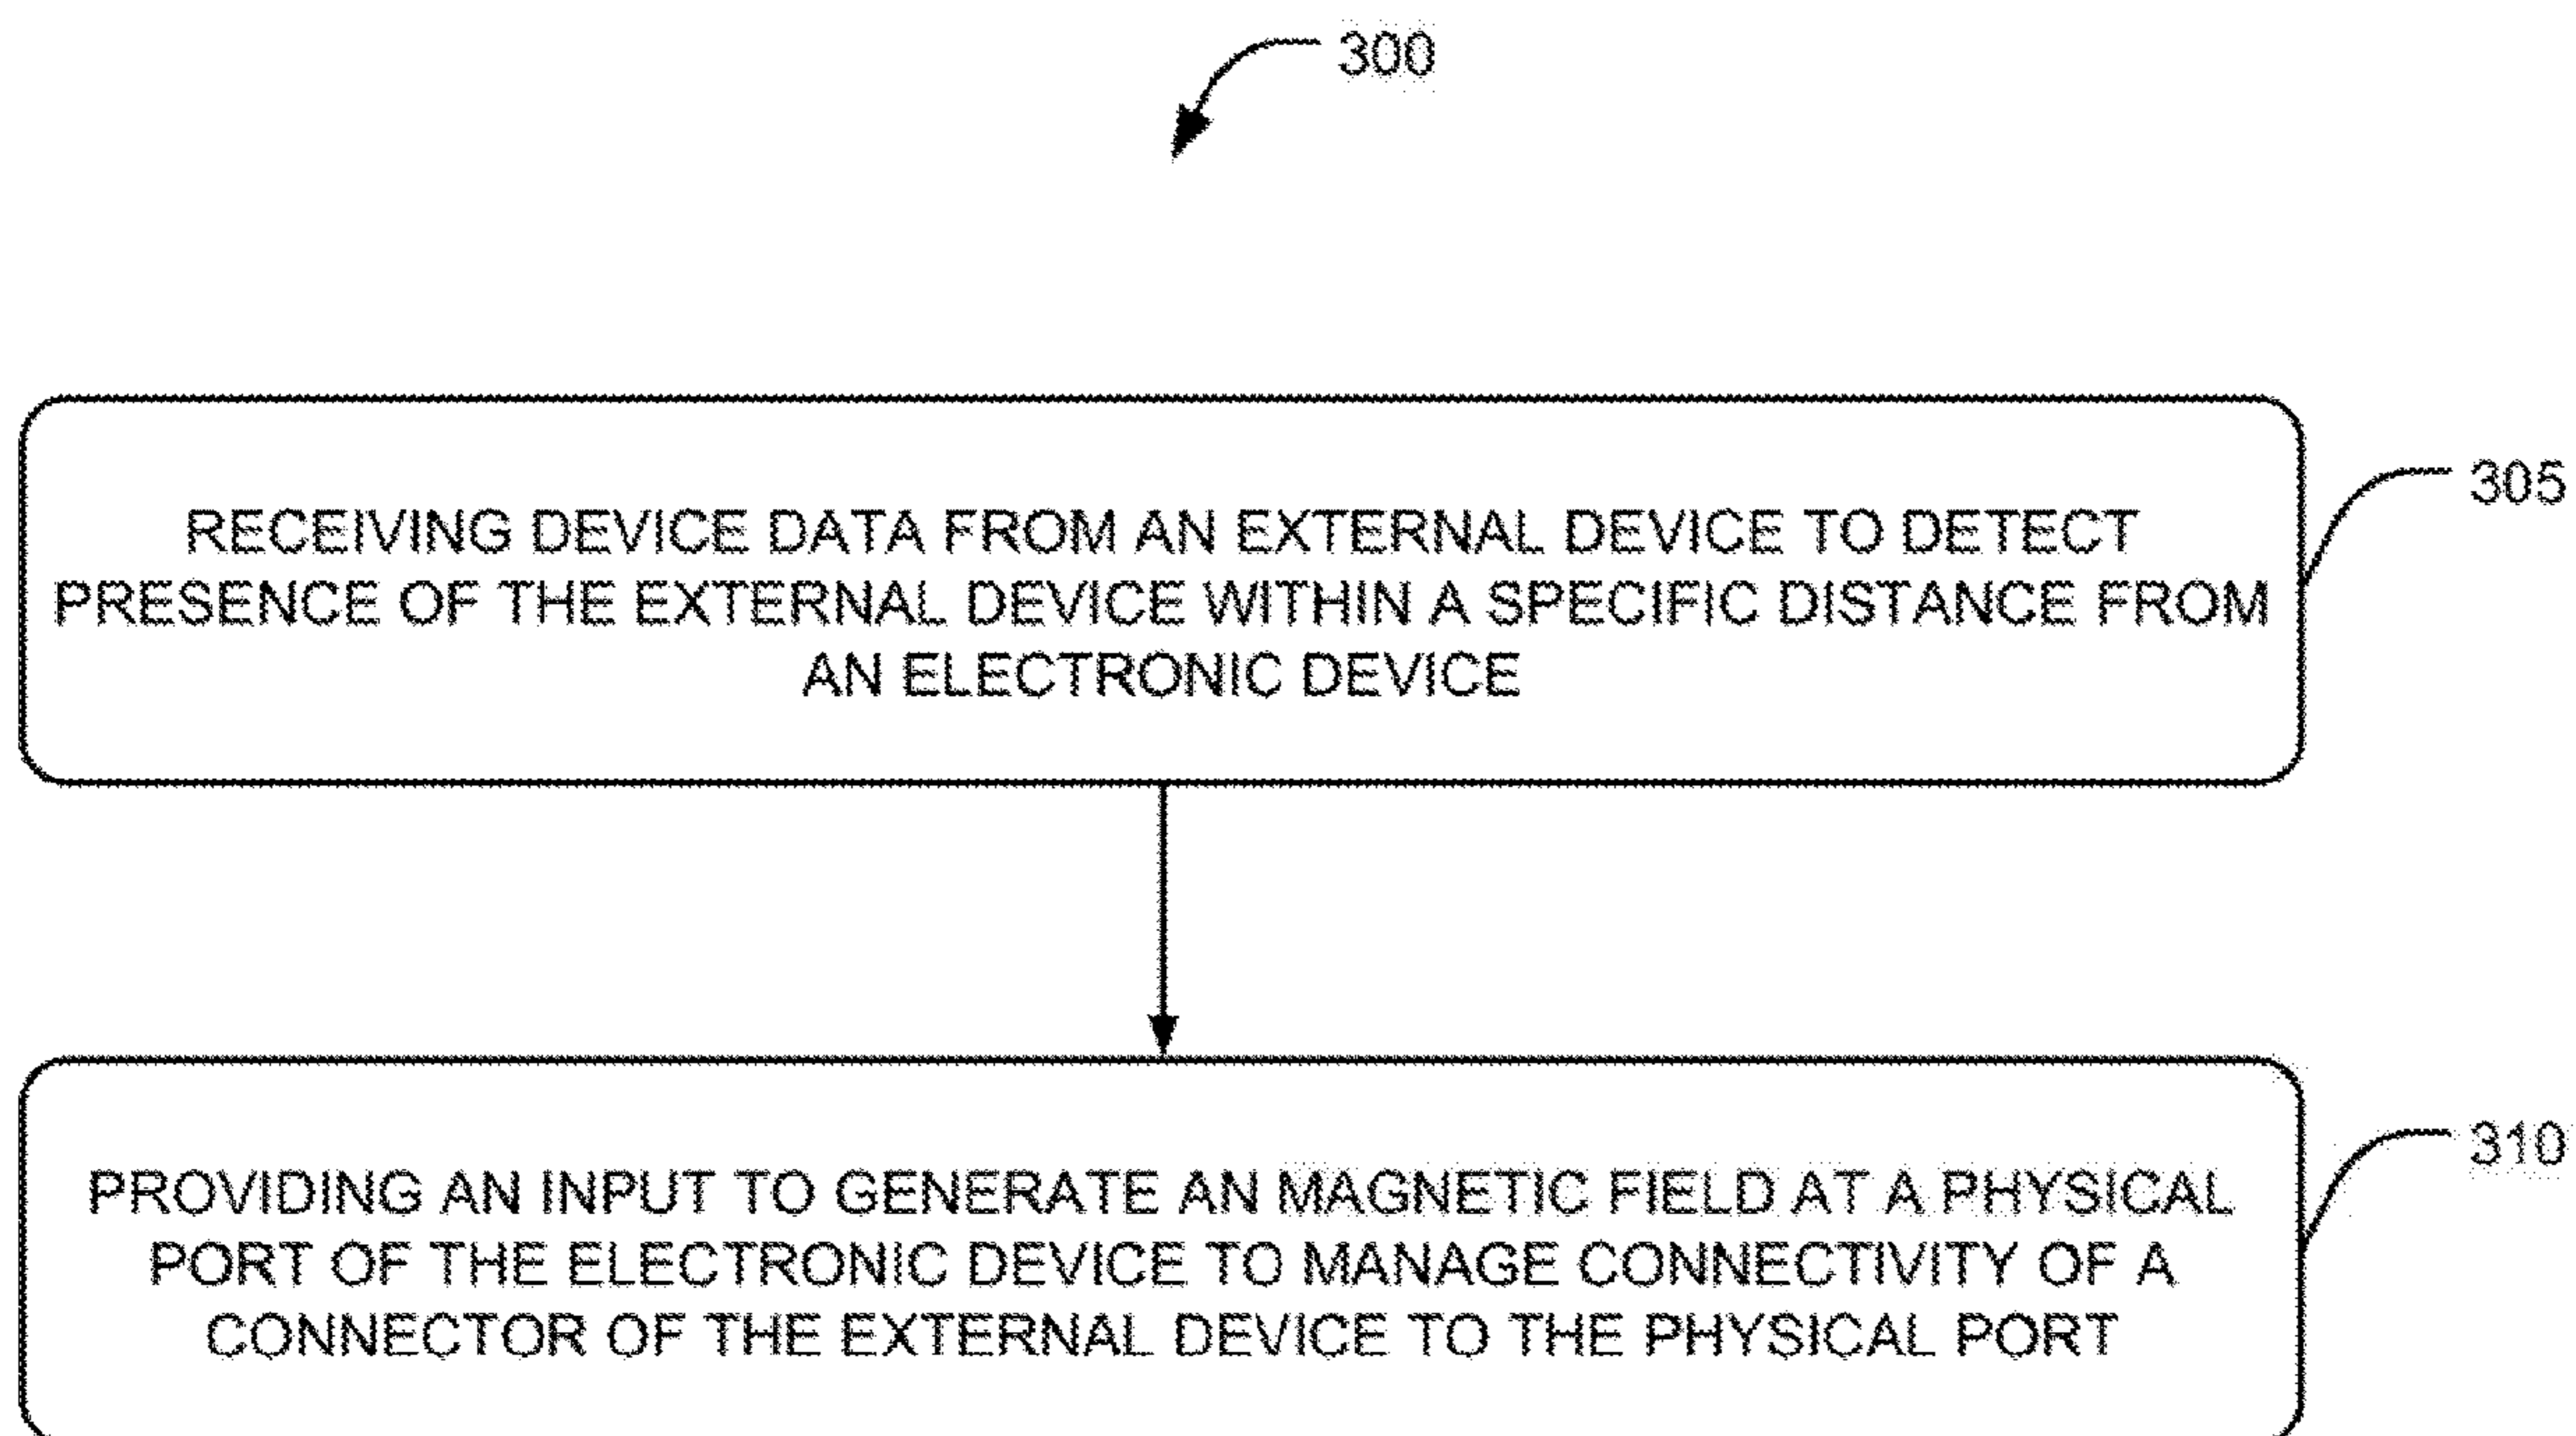 300
RECEIVING DEVICE DATA FROM AN EXTERNAL DEVICE TO DETECT
PRESENCE OF THE EXTERNAL DEVICE WITHIN A SPECIFIC DISTANCE FROM
AN ELECTRONIC DEVICE
305
PROVIDING AN INPUT TO GENERATE AN MAGNETIC FIELD AT A PHYSICAL
PORT OF THE ELECTRONIC DEVICE TO MANAGE CONNECTIVITY OF A
CONNECTOR OF THE EXTERNAL DEVICE TO THE PHYSICAL PORT
310